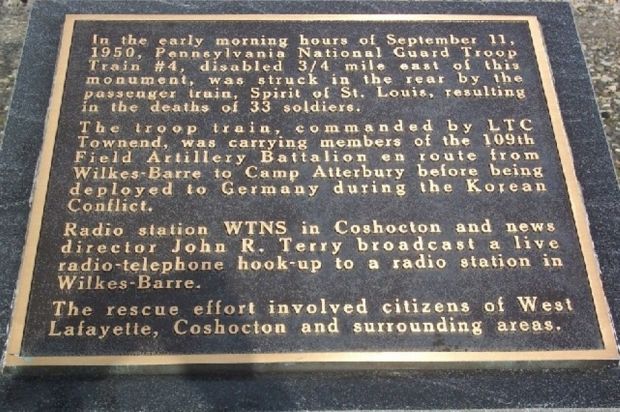 In the early morning hours of September 11,
1950, Pennsylvania National Guard Troop
Train #4, disabled 3/4 mile east of this
monument, was struck in the rear by the
passenger train, Spirit of St. Louis, resulting
in the deaths of 33 soldiers.
The troop train, commanded by LTC
Townend, was carrying members of the 109th
Field Artillery Battalion en route from
Wilkes-Barre to Camp Atterbury before being
deployed to Germany during the Korean
Conflict.
Radio station WTNS in Coshocton and news
director John R. Terry broadcast a live
radio-telephone hook-up to a radio station in
Wilkes-Barre.
The rescue effort involved citizens of West
Lafayette, Coshocton and surrounding areas.